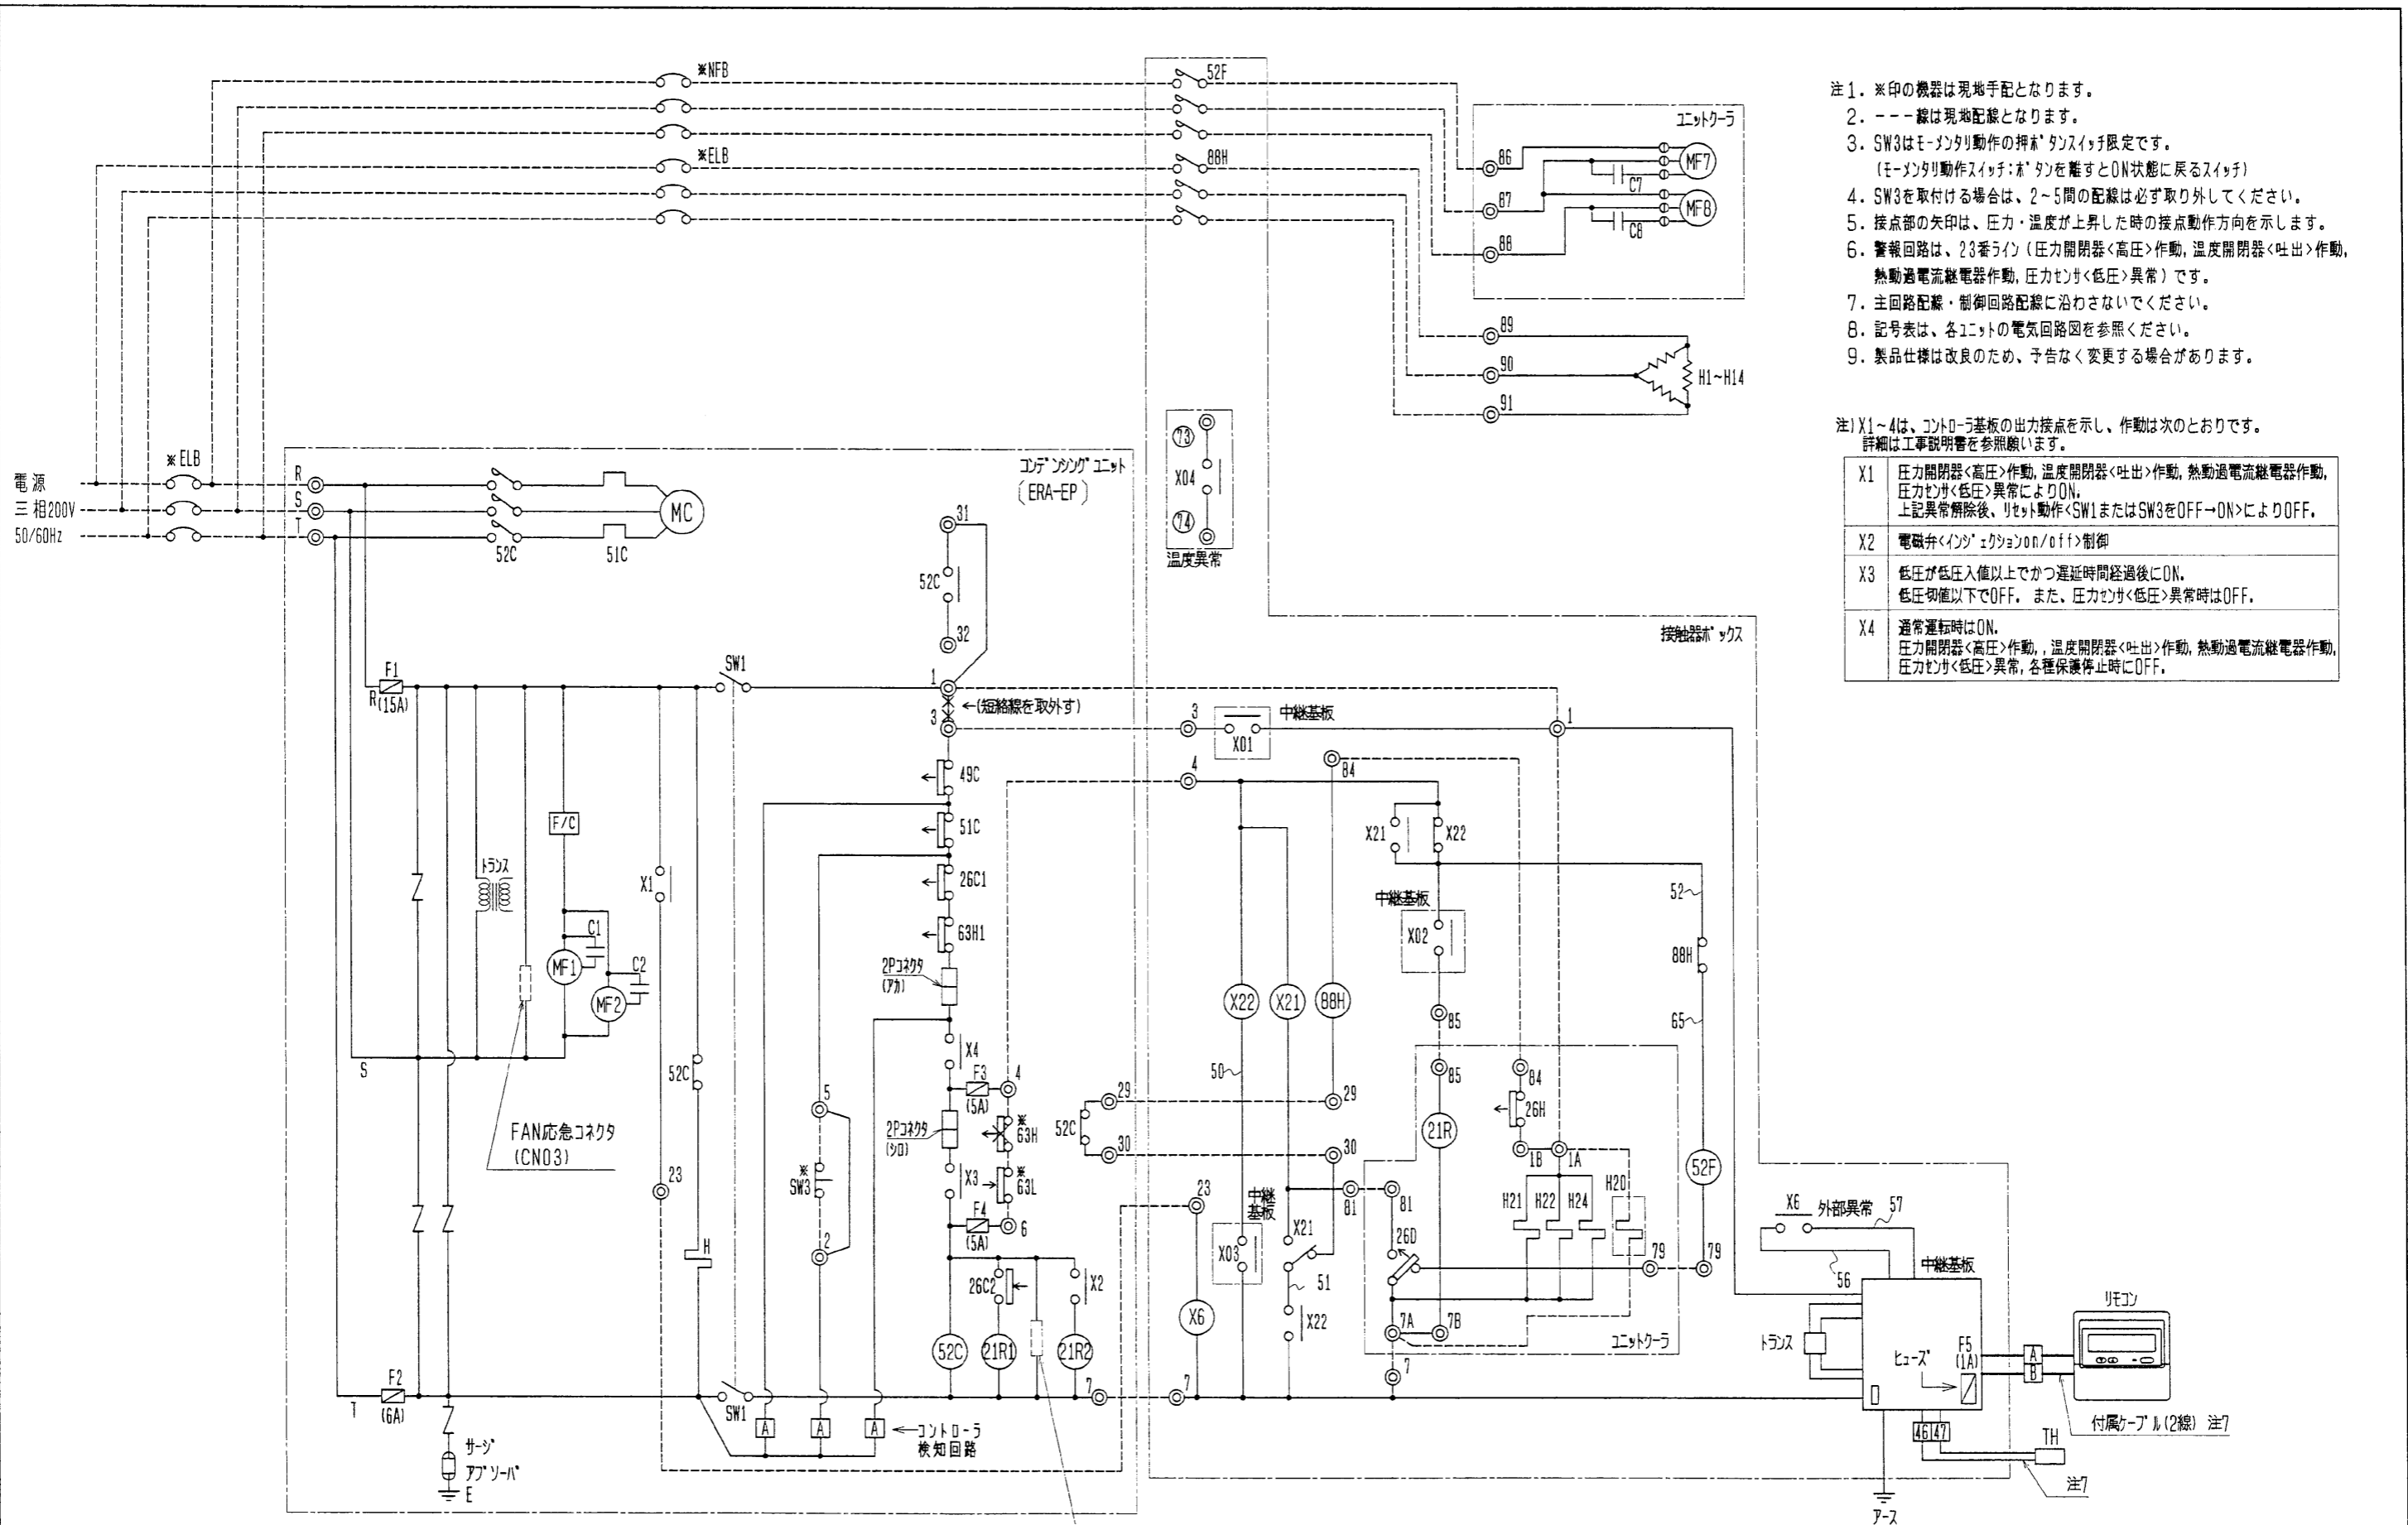 ※NFB
52F
※ELB
88H
ユニットクーラ
86
MF7
C7
87
MF8
C8
88
89
90
91
H1~H14
注1. ※印の機器は現地手配となります。
2. ---線は現地配線となります。
3. SW3はモーメンタリ動作の押ボタンスイッチ限定です。
(モーメンタリ動作スイッチ:ボタンを離すとON状態に戻るスイッチ)
4. SW3を取付ける場合は、2~5間の配線は必ず取り外してください。
5. 接点部の矢印は、圧力・温度が上昇した時の接点動作方向を示します。
6. 警報回路は、23番ライン(圧力開閉器<高圧>作動, 温度開閉器<吐出>作動,
熱動過電流継電器作動, 圧力センサ<低圧>異常)です。
7. 主回路配線・制御回路配線に沿わさないでください。
8. 記号表は、各ユニットの電気回路図を参照ください。
9. 製品仕様は改良のため、予告なく変更する場合があります。
注)X1~4は、コントローラ基板の出力接点を示し、作動は次のとおりです。
詳細は工事説明書を参照願います。
X1 圧力開閉器<高圧>作動, 温度開閉器<吐出>作動, 熱動過電流継電器作動,
圧力センサ<低圧>異常によりON.
上記異常解除後、リセット動作<SW1またはSW3をOFF→ON>によりOFF.
X2 電磁弁<インジェクションon/off>制御
X3 低圧が低圧入値以上でかつ遅延時間経過後にON.
低圧切値以下でOFF. また、圧力センサ<低圧>異常時はOFF.
X4 通常運転時はON.
圧力開閉器<高圧>作動,,温度開閉器<吐出>作動, 熱動過電流継電器作動,
圧力センサ<低圧>異常, 各種保護停止時にOFF.
電源
三相200V
50/60Hz
※ELB
R
S
T
52C
51C
MC
コンデンシングユニット
(ERA-EP)
31
52C
32
73
X04
74
温度異常
接触器ボックス
F1
R(15A)
SW1
1
←(短絡線を取外す)
3
3
中継基板
X01
1
49C
4
84
51C
X21
X22
F/C
トランス
X1
26C1
52
63H1
中継基板
X02
88H
C1
MF1
C2
MF2
2Pコネクタ
(アカ)
X22
X21
88H
85
65
S
52C
X4
F3
(5A)
4
50
85
84
26H
5
29
29
FAN応急コネクタ
(CN03)
2Pコネクタ
(シロ)
※
63H
52C
21R
30
30
1B
1A
52F
※
SW3
23
X3
※
63L
F4
(5A)
6
23
中継
基板
81
81
H21
H22
H24
H20
X6
外部異常
57
H
2
X03
X21
26D
79
79
56
中継基板
26C2
X2
51
X6
X22
7A
7B
ユニットクーラ
リモコン
52C
21R1
21R2
トランス
ヒューズ
F5
(1A)
A
B
F2
T
(6A)
SW1
7
7
7
A
A
A
←コントローラ
検知回路
付属ケーブル(2線) 注7
46
47
TH
サージ
アブソーバ
E
注7
アース